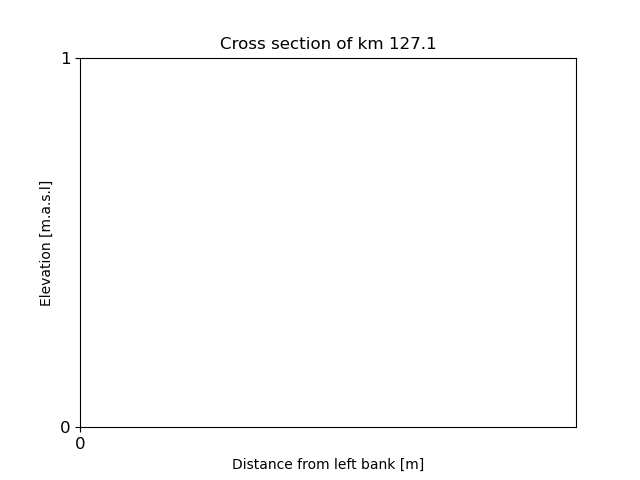 Cross section of km 127.1
1
Elevation [m.a.s.l]
0
0
Distance from left bank [m]